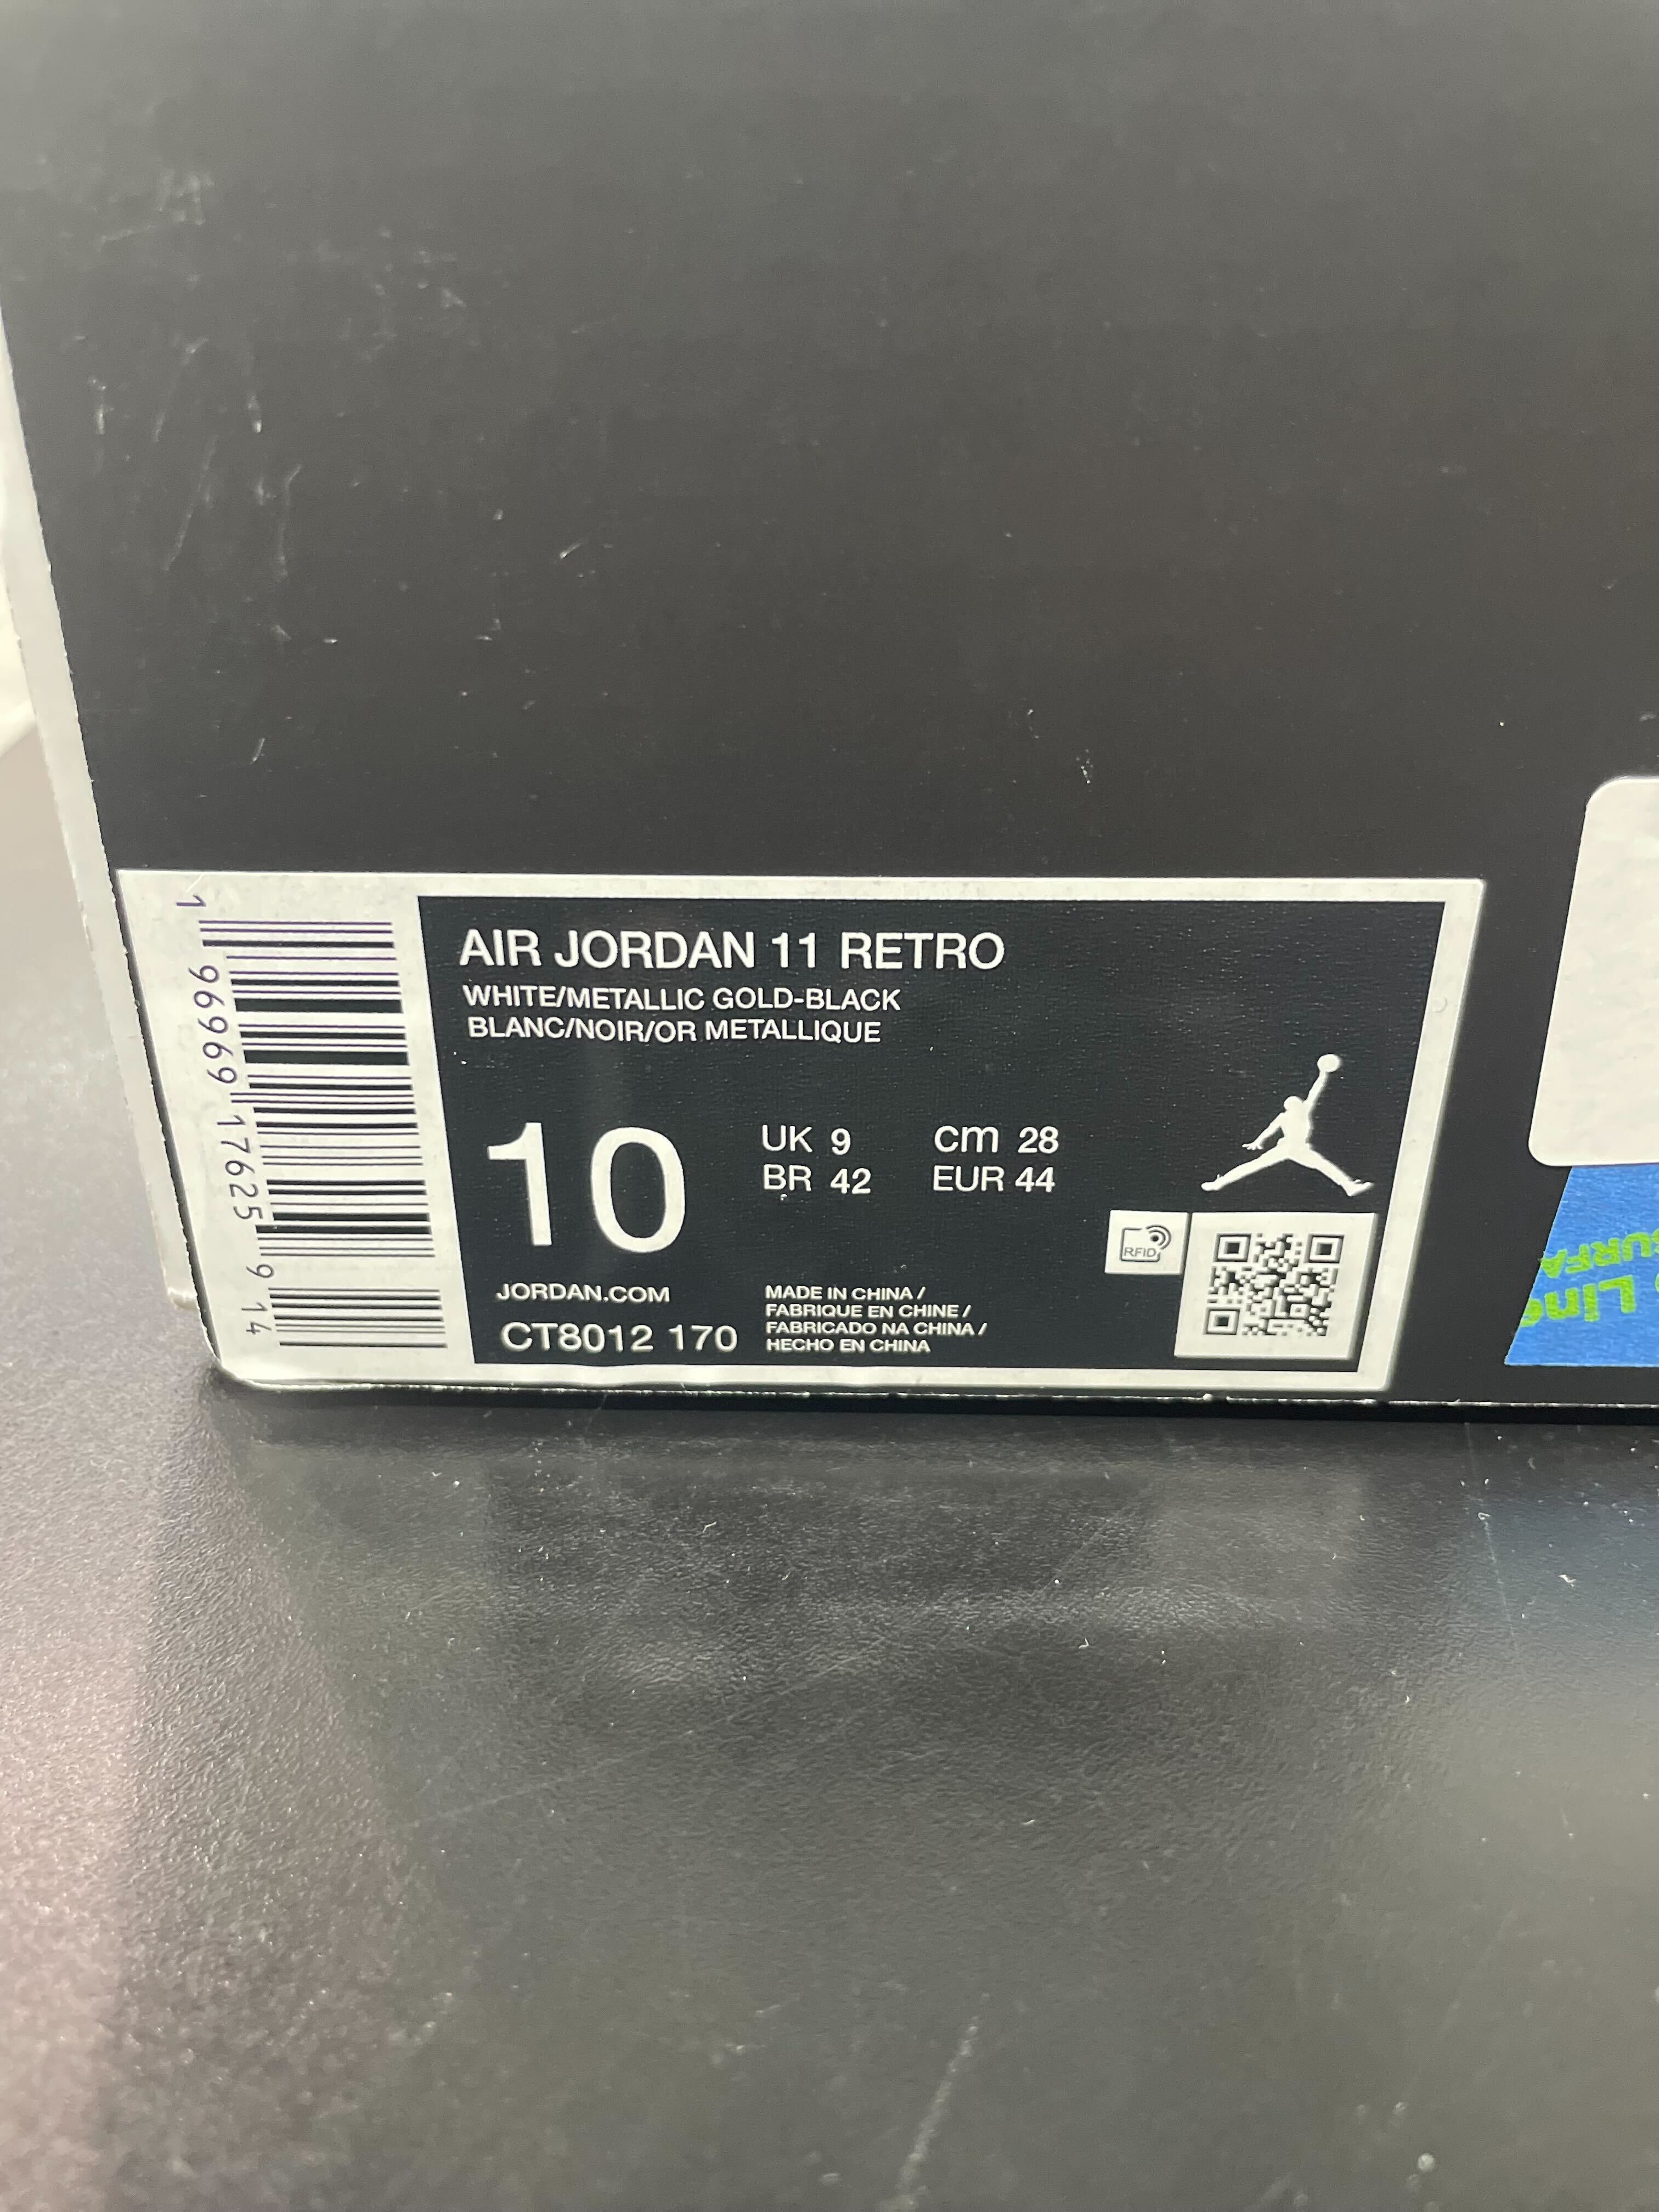 1 96969 17625 9 14
AIR JORDAN 11 RETRO
WHITE/METALLIC GOLD-BLACK
BLANC/NOIR/OR METALLIQUE
10
UK 9 cm 28
BR 42 EUR 44
RFID
JORDAN.COM
CT8012 170
MADE IN CHINA /
FABRIQUE EN CHINE /
FABRICADO NA CHINA /
HECHO EN CHINA